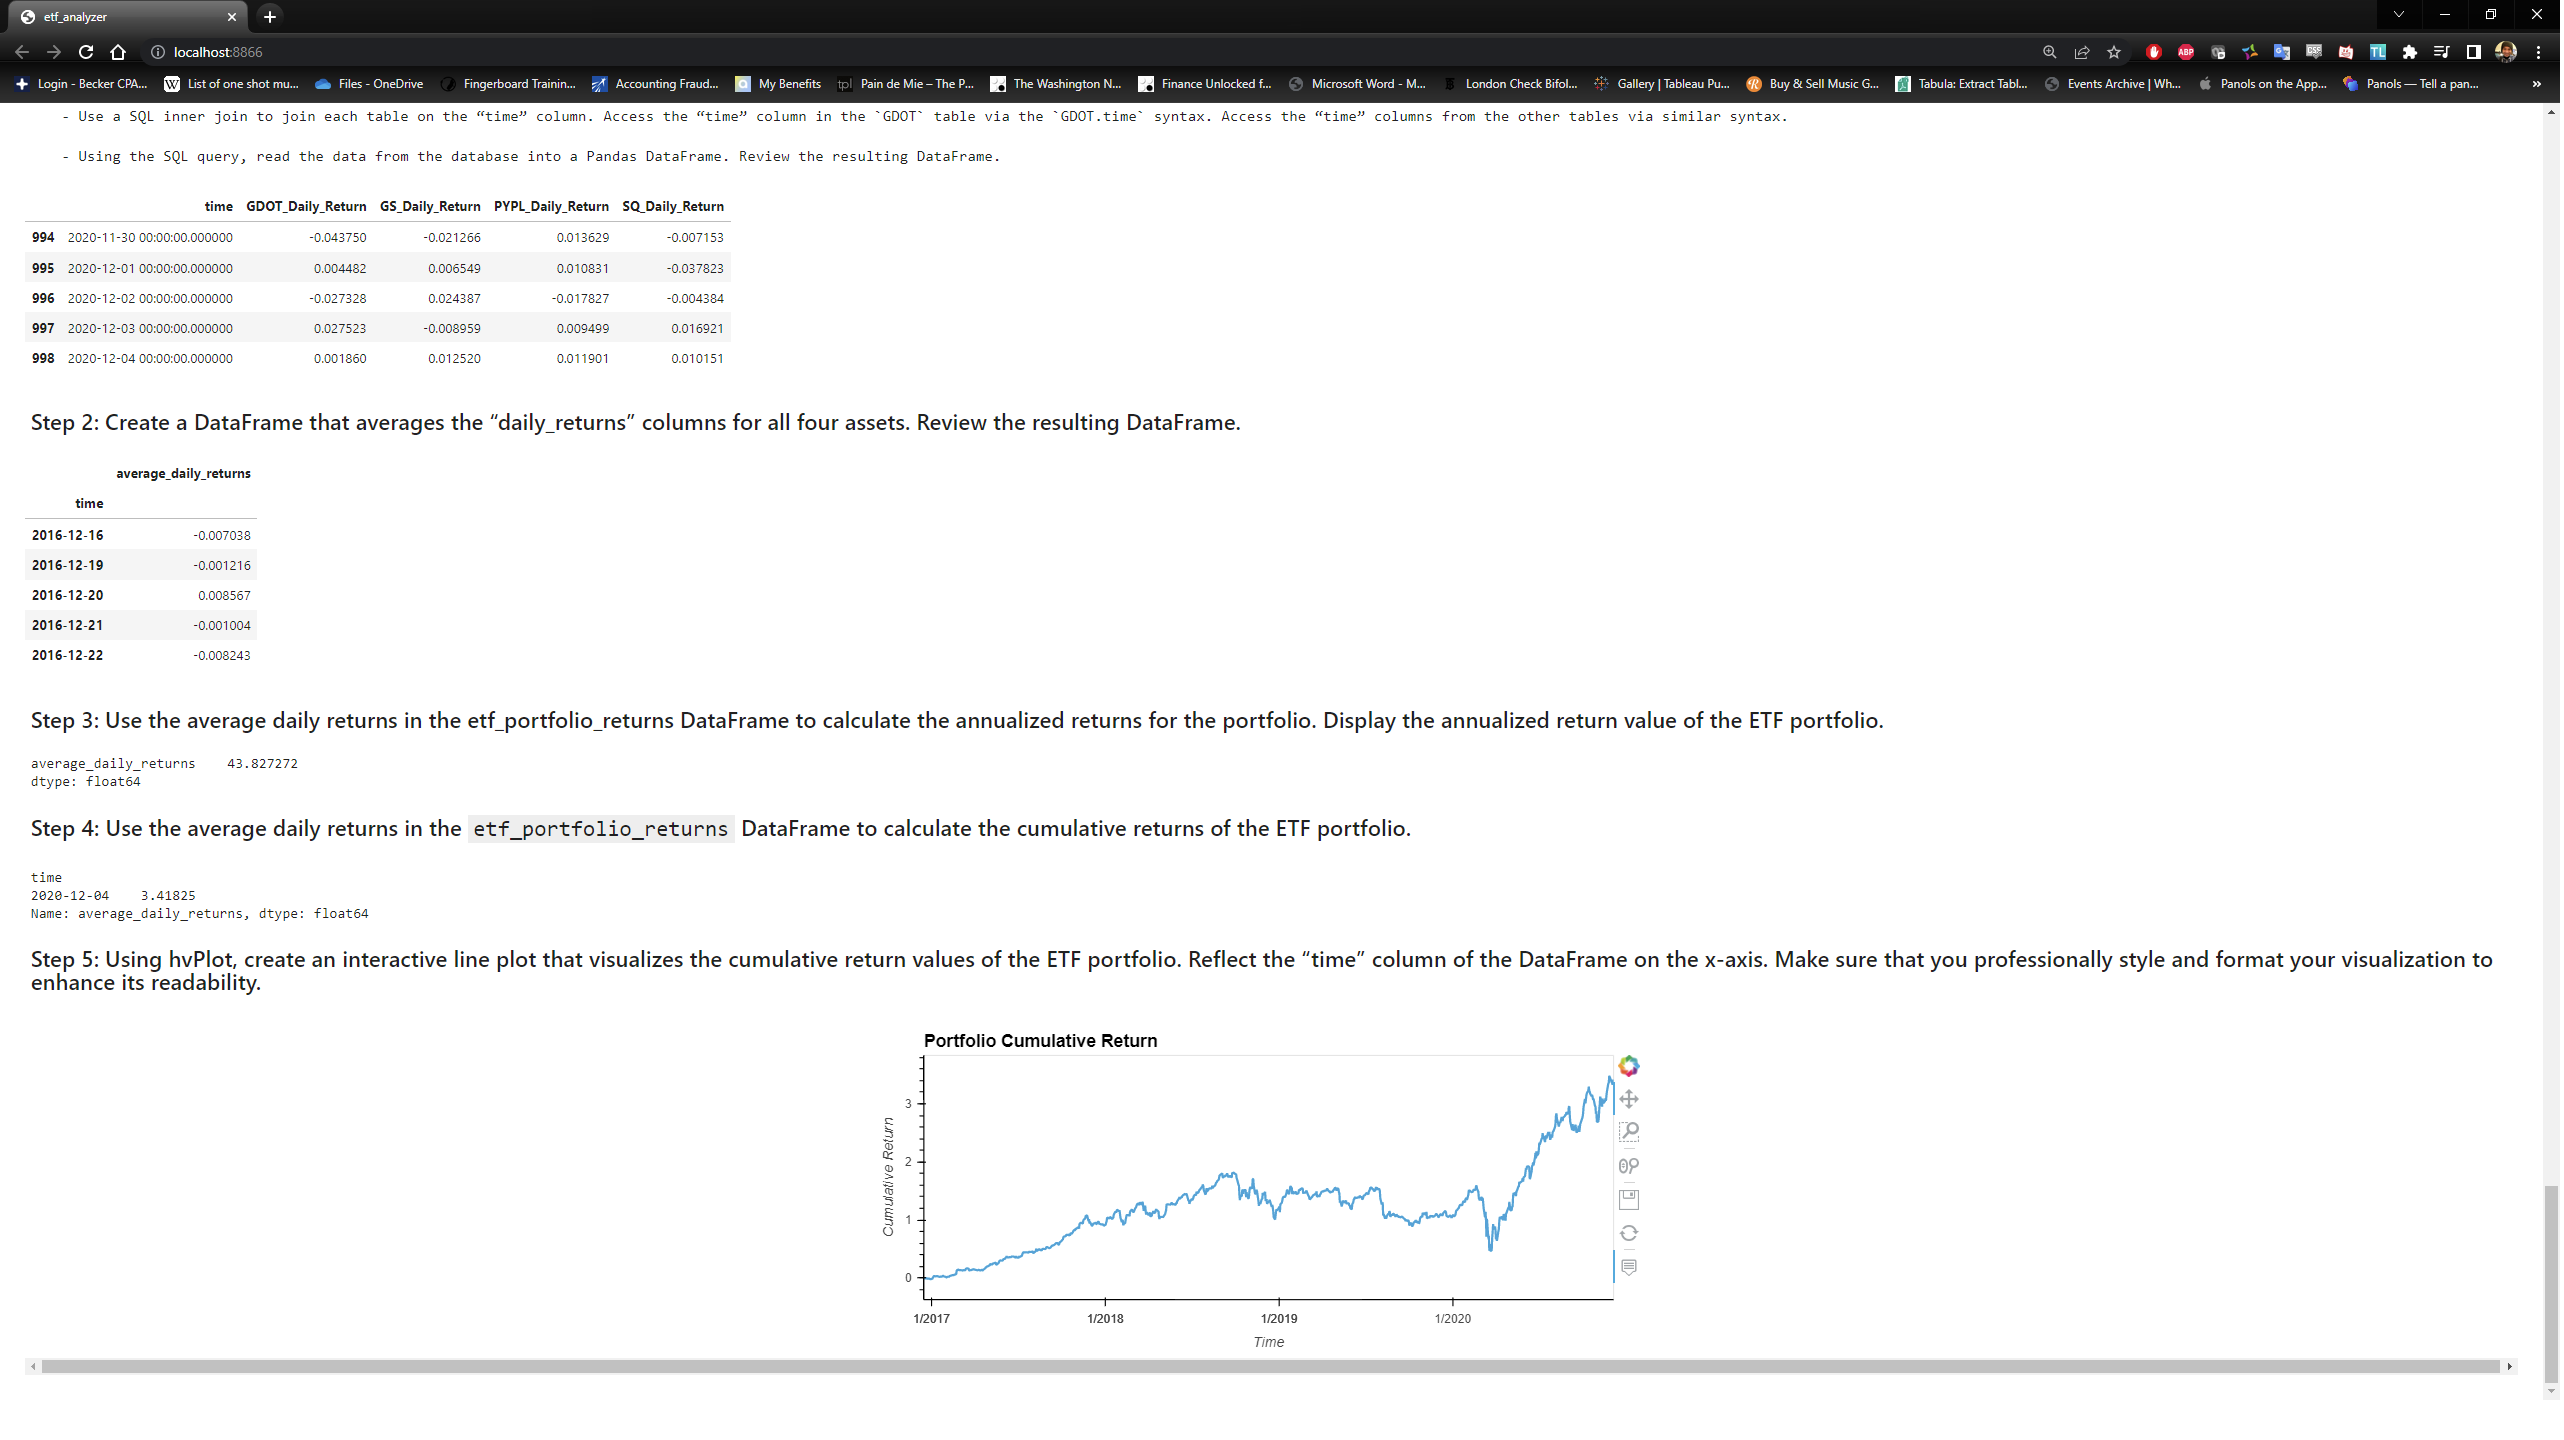 etf_analyzer
localhost:8866
Login - Becker CPA... List of one shot mu... Files - OneDrive Fingerboard Trainin... Accounting Fraud... My Benefits tpl Pain de Mie – The P... The Washington N... Finance Unlocked f... Microsoft Word - M... London Check Bifol... Gallery | Tableau Pu... Buy & Sell Music G... Tabula: Extract Tabl... Events Archive | Wh... Panols on the App... Panols — Tell a pan... »
- Use a SQL inner join to join each table on the “time” column. Access the “time” column in the `GDOT` table via the `GDOT.time` syntax. Access the “time” columns from the other tables via similar syntax.
- Using the SQL query, read the data from the database into a Pandas DataFrame. Review the resulting DataFrame.
time GDOT_Daily_Return GS_Daily_Return PYPL_Daily_Return SQ_Daily_Return
994 2020-11-30 00:00:00.000000 -0.043750 -0.021266 0.013629 -0.007153
995 2020-12-01 00:00:00.000000 0.004482 0.006549 0.010831 -0.037823
996 2020-12-02 00:00:00.000000 -0.027328 0.024387 -0.017827 -0.004384
997 2020-12-03 00:00:00.000000 0.027523 -0.008959 0.009499 0.016921
998 2020-12-04 00:00:00.000000 0.001860 0.012520 0.011901 0.010151
Step 2: Create a DataFrame that averages the “daily_returns” columns for all four assets. Review the resulting DataFrame.
average_daily_returns
time
2016-12-16 -0.007038
2016-12-19 -0.001216
2016-12-20 0.008567
2016-12-21 -0.001004
2016-12-22 -0.008243
Step 3: Use the average daily returns in the etf_portfolio_returns DataFrame to calculate the annualized returns for the portfolio. Display the annualized return value of the ETF portfolio.
average_daily_returns 43.827272
dtype: float64
Step 4: Use the average daily returns in the etf_portfolio_returns DataFrame to calculate the cumulative returns of the ETF portfolio.
time
2020-12-04 3.41825
Name: average_daily_returns, dtype: float64
Step 5: Using hvPlot, create an interactive line plot that visualizes the cumulative return values of the ETF portfolio. Reflect the “time” column of the DataFrame on the x-axis. Make sure that you professionally style and format your visualization to
enhance its readability.
Portfolio Cumulative Return
3
2
1
0
Cumulative Return
1/2017 1/2018 1/2019 1/2020
Time